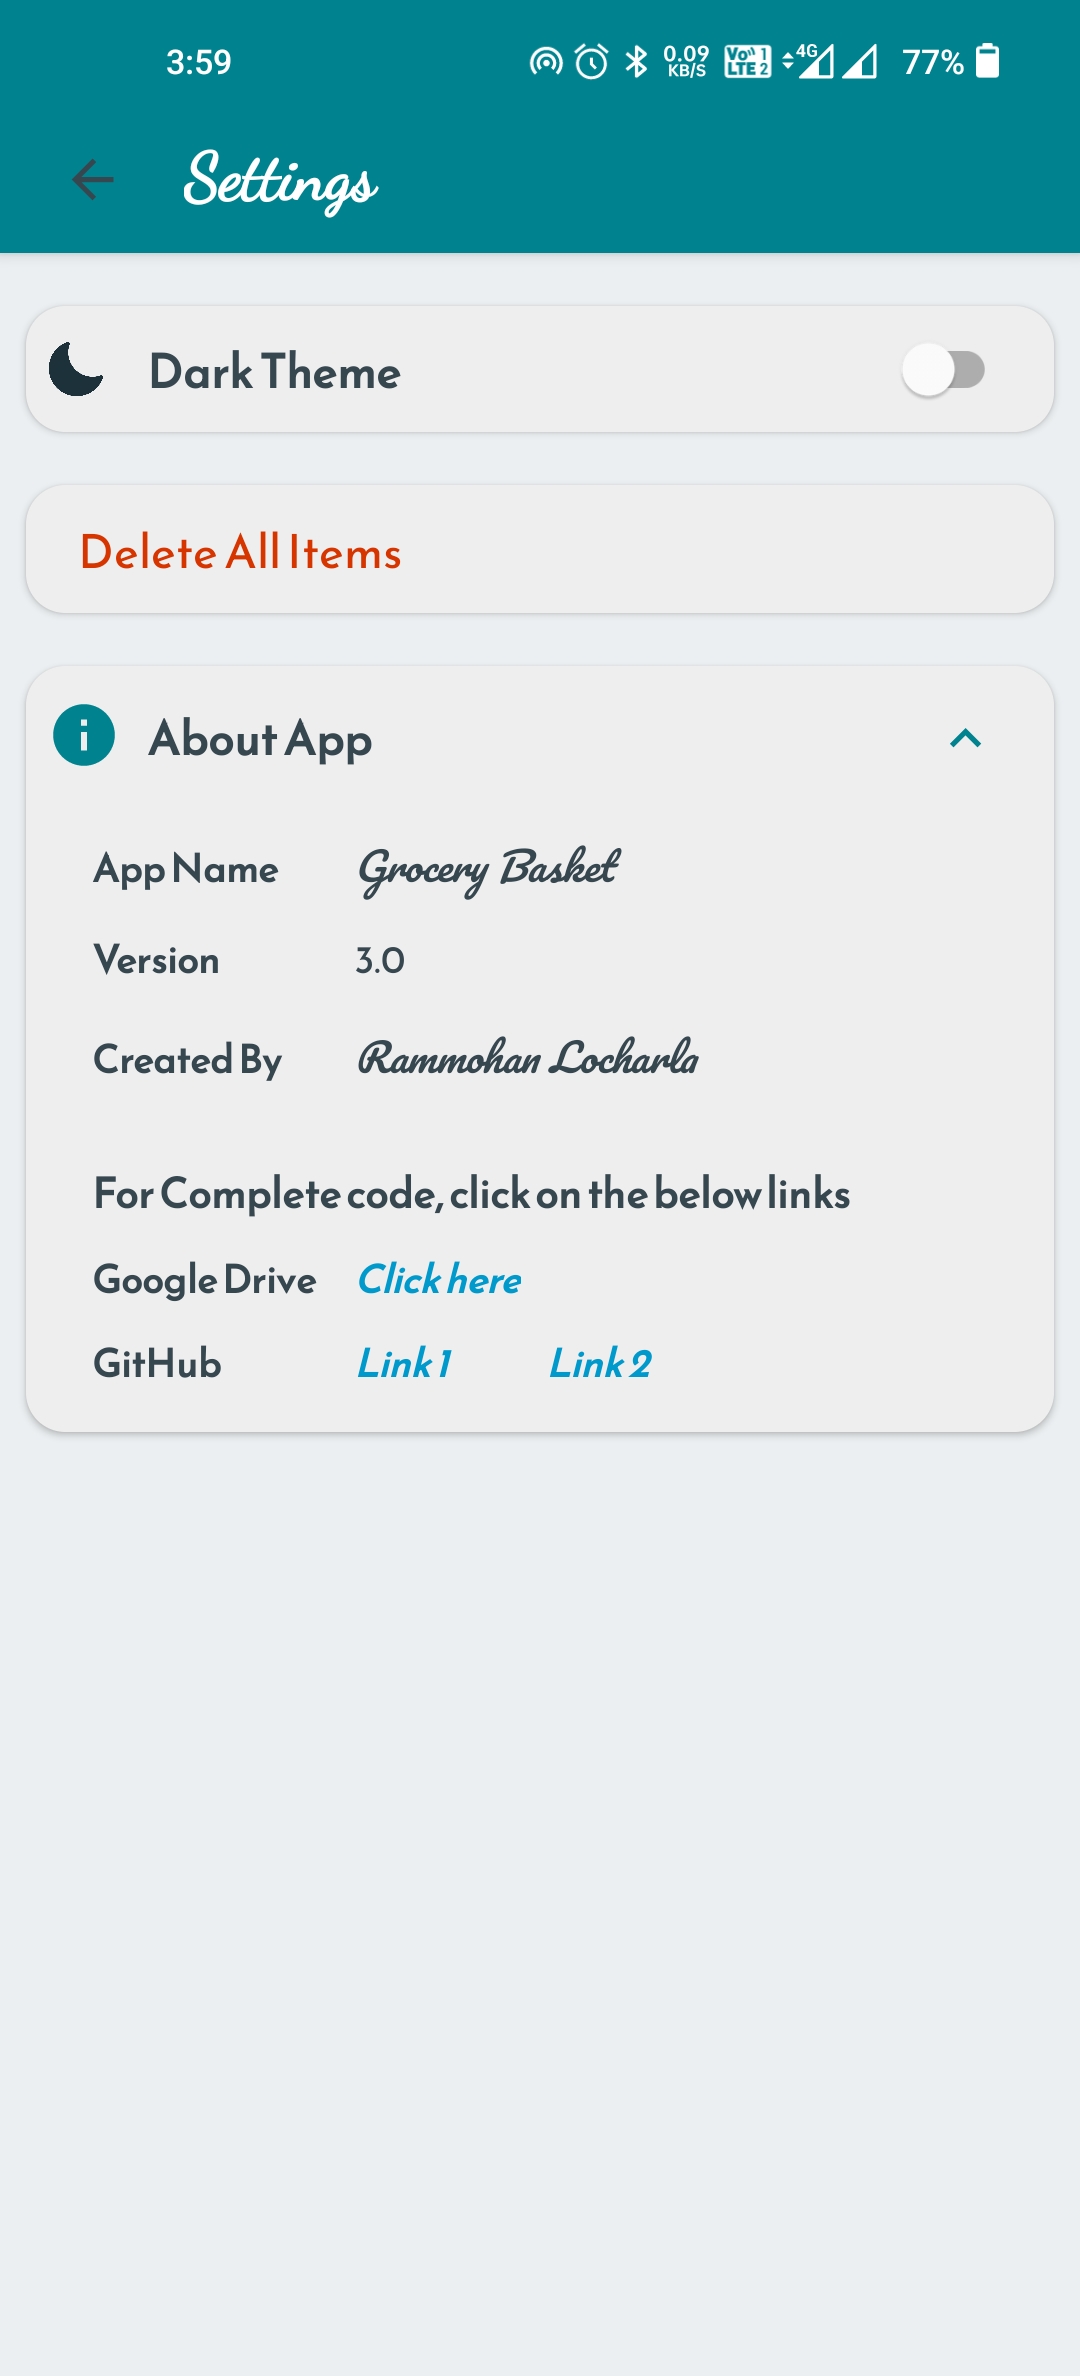 3:59 0.09 KB/S Vo)) 1 LTE 2 4G 77%
Settings
Dark Theme
Delete All Items
About App
App Name Grocery Basket
Version 3.0
Created By Rammohan Locharla
For Complete code, click on the below links
Google Drive Click here
GitHub Link 1 Link 2